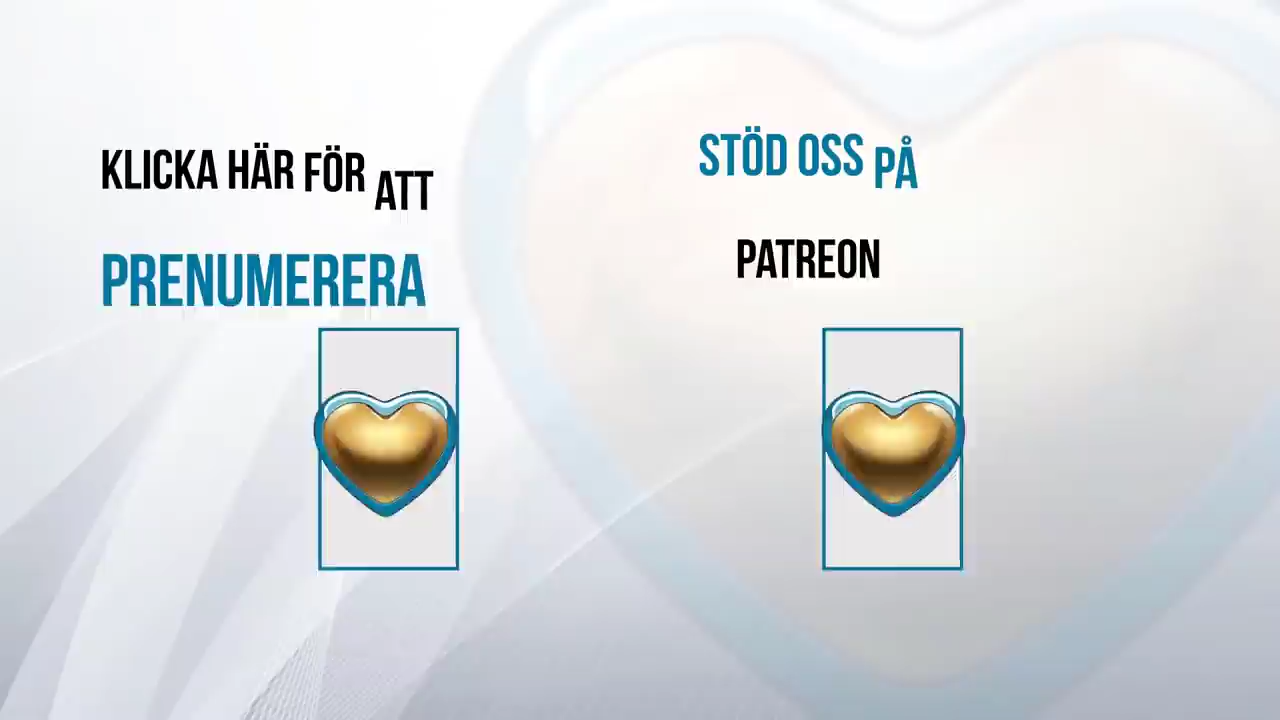 KLICKA HÄR FÖR ATT
PRENUMERERA
STÖD OSS PÅ
PATREON